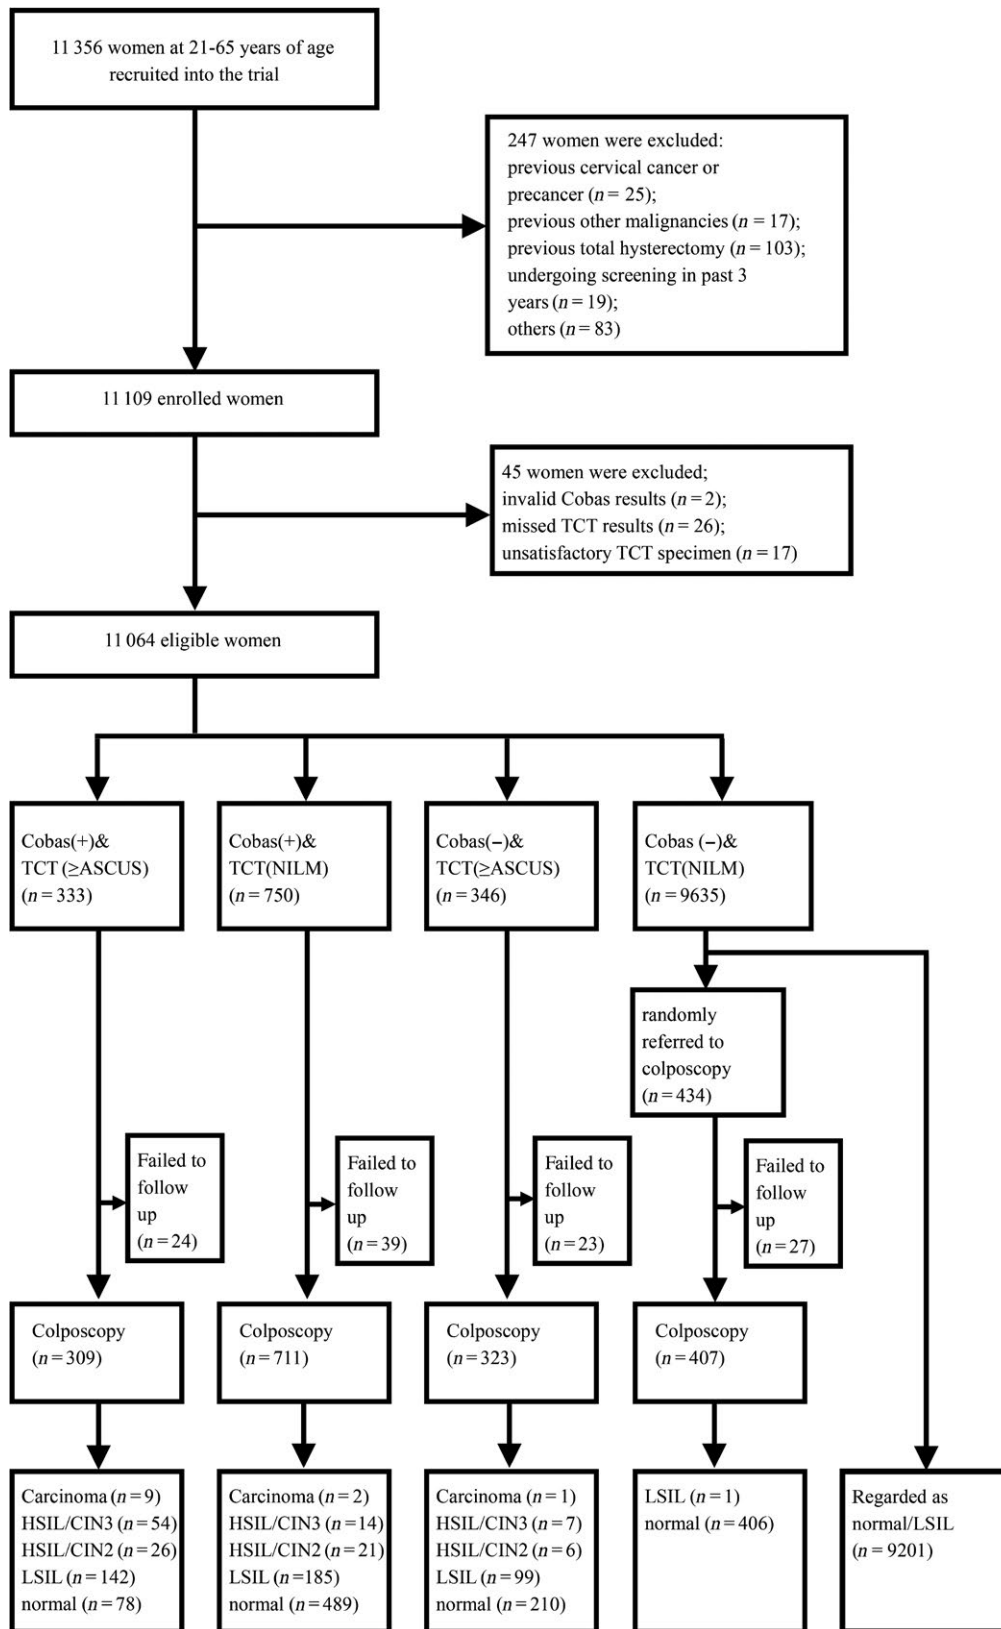 11 356 women at 21-65 years of age
recruited into the trial
247 women were excluded:
previous cervical cancer or
precancer (n = 25);
previous other malignancies (n = 17);
previous total hysterectomy (n = 103);
undergoing screening in past 3
years (n = 19);
others (n = 83)
11 109 enrolled women
45 women were excluded;
invalid Cobas results (n = 2);
missed TCT results (n = 26);
unsatisfactory TCT specimen (n = 17)
11 064 eligible women
Cobas(+)&
TCT (≥ASCUS)
(n = 333)
Cobas(+)&
TCT(NILM)
(n = 750)
Cobas(−)&
TCT(≥ASCUS)
(n = 346)
Cobas (−)&
TCT(NILM)
(n = 9635)
randomly
referred to
colposcopy
(n = 434)
Failed to
follow
up
(n = 24)
Failed to
follow
up
(n = 39)
Failed to
follow
up
(n = 23)
Failed to
follow
up
(n = 27)
Colposcopy
(n = 309)
Colposcopy
(n = 711)
Colposcopy
(n = 323)
Colposcopy
(n = 407)
Carcinoma (n = 9)
HSIL/CIN3 (n = 54)
HSIL/CIN2 (n = 26)
LSIL (n = 142)
normal (n = 78)
Carcinoma (n = 2)
HSIL/CIN3 (n = 14)
HSIL/CIN2 (n = 21)
LSIL (n = 185)
normal (n = 489)
Carcinoma (n = 1)
HSIL/CIN3 (n = 7)
HSIL/CIN2 (n = 6)
LSIL (n = 99)
normal (n = 210)
LSIL (n = 1)
normal (n = 406)
Regarded as
normal/LSIL
(n = 9201)